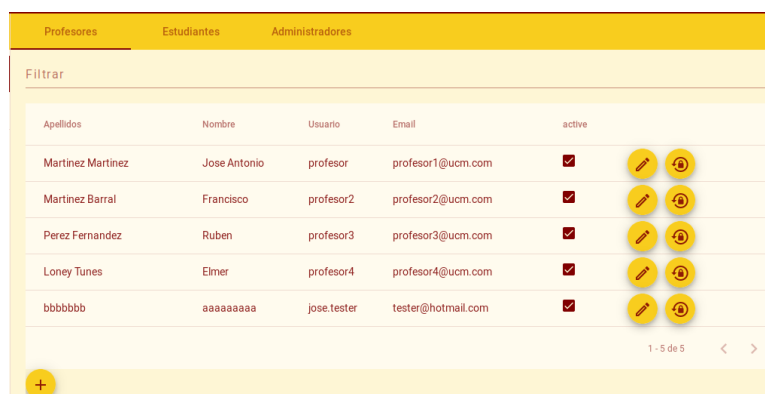 Profesores Estudiantes Administradores
Filtrar
Apellidos Nombre Usuario Email active
Martinez Martinez Jose Antonio profesor profesor1@ucm.com
Martinez Barral Francisco profesor2 profesor2@ucm.com
Perez Fernandez Ruben profesor3 profesor3@ucm.com
Loney Tunes Elmer profesor4 profesor4@ucm.com
bbbbbbb aaaaaaaaa jose.tester tester@hotmail.com
1 - 5 de 5